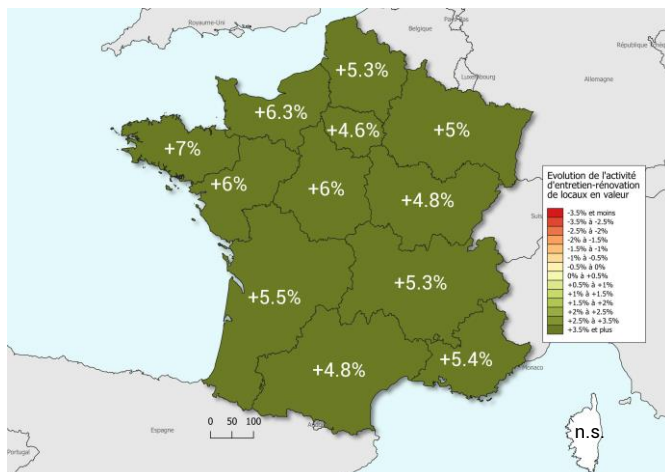 Royaume-Uni
Belgique
Luxembourg
Allemagne
+5.3%
+6.3%
+4.6%
+5%
+7%
+6%
+6%
+4.8%
Evolution de l'activité
d'entretien-rénovation
de locaux en valeur
-3.5% et moins
-3.5% à -2.5%
-2.5% à -2%
-2% à -1.5%
-1.5% à -1%
-1% à -0.5%
-0.5% à 0%
0% à +0.5%
+0.5% à +1%
+1% à +1.5%
+1.5% à +2%
+2% à +2.5%
+2.5% à +3.5%
+3.5% et plus
+5.3%
+5.5%
+4.8%
+5.4%
Monaco
n.s.
0 50 100
Espagne
Portugal